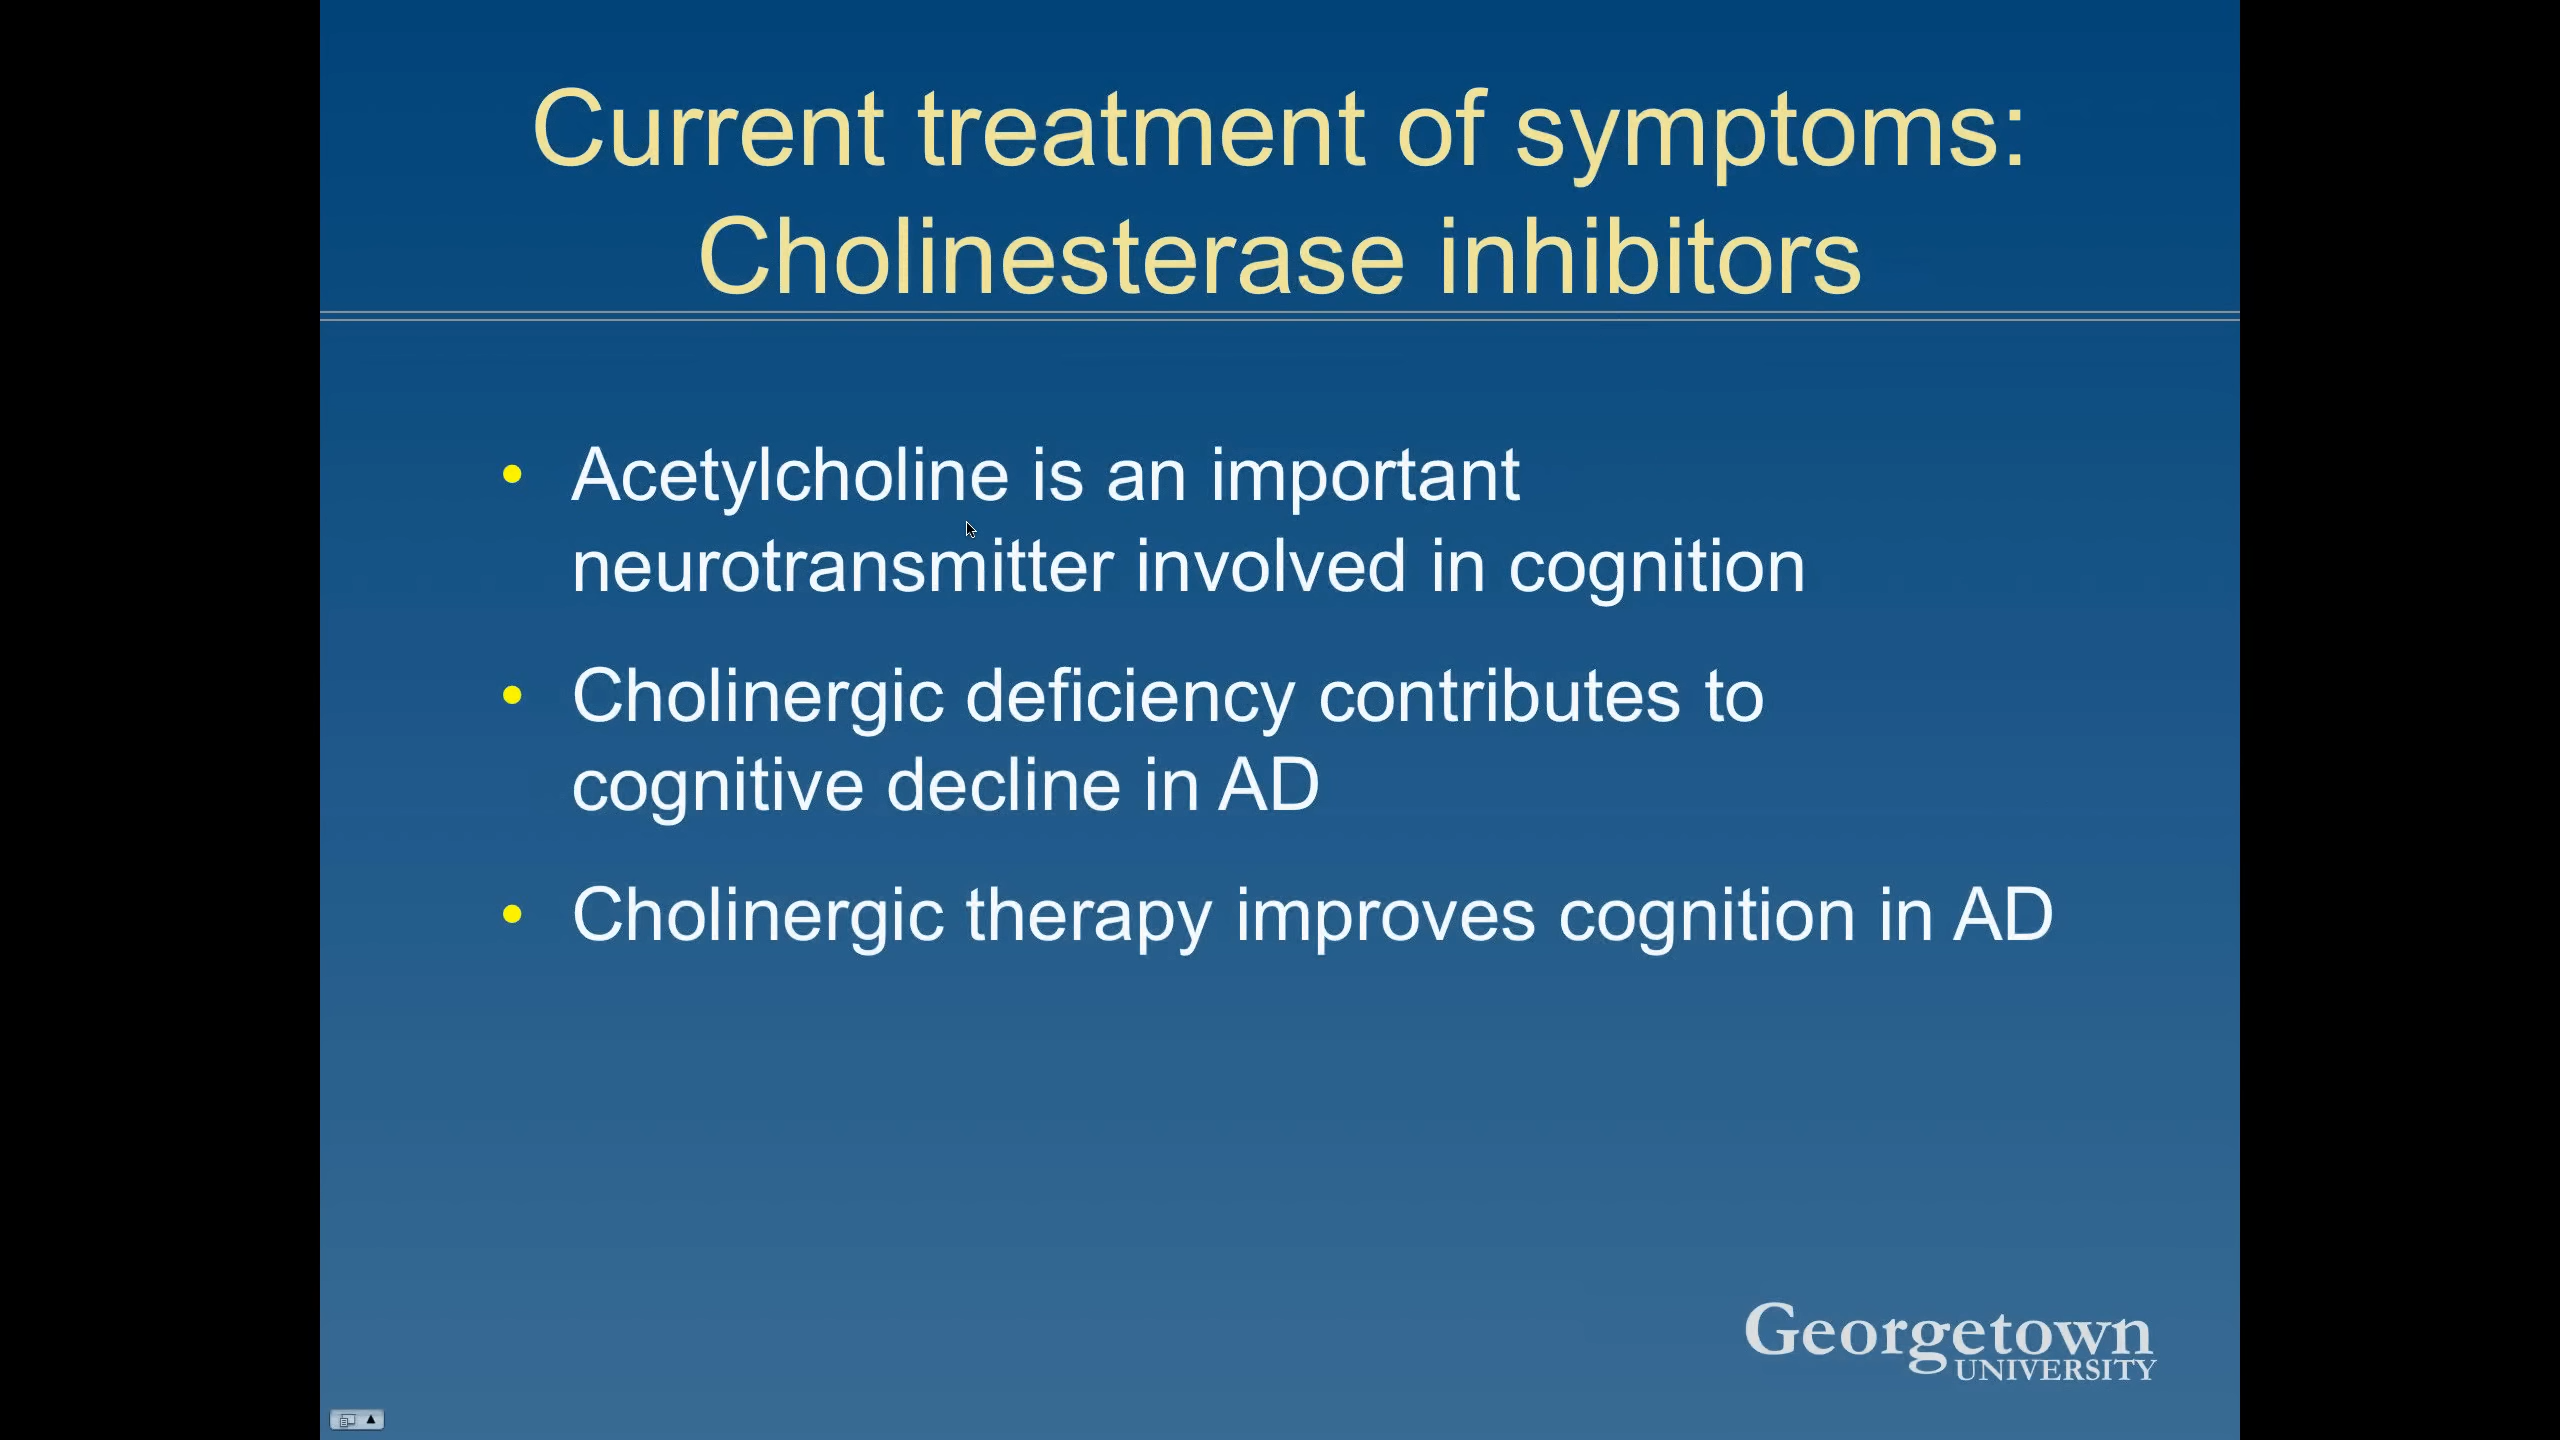 Current treatment of symptoms:
Cholinesterase inhibitors
• Acetylcholine is an important
neurotransmitter involved in cognition
• Cholinergic deficiency contributes to
cognitive decline in AD
• Cholinergic therapy improves cognition in AD
Georgetown
UNIVERSITY